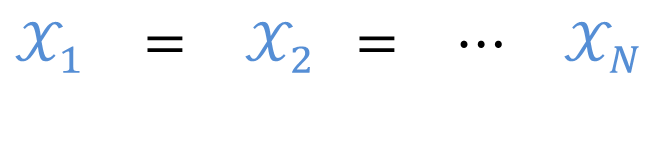 𝒳₁ = 𝒳₂ = ⋯ 𝒳_N